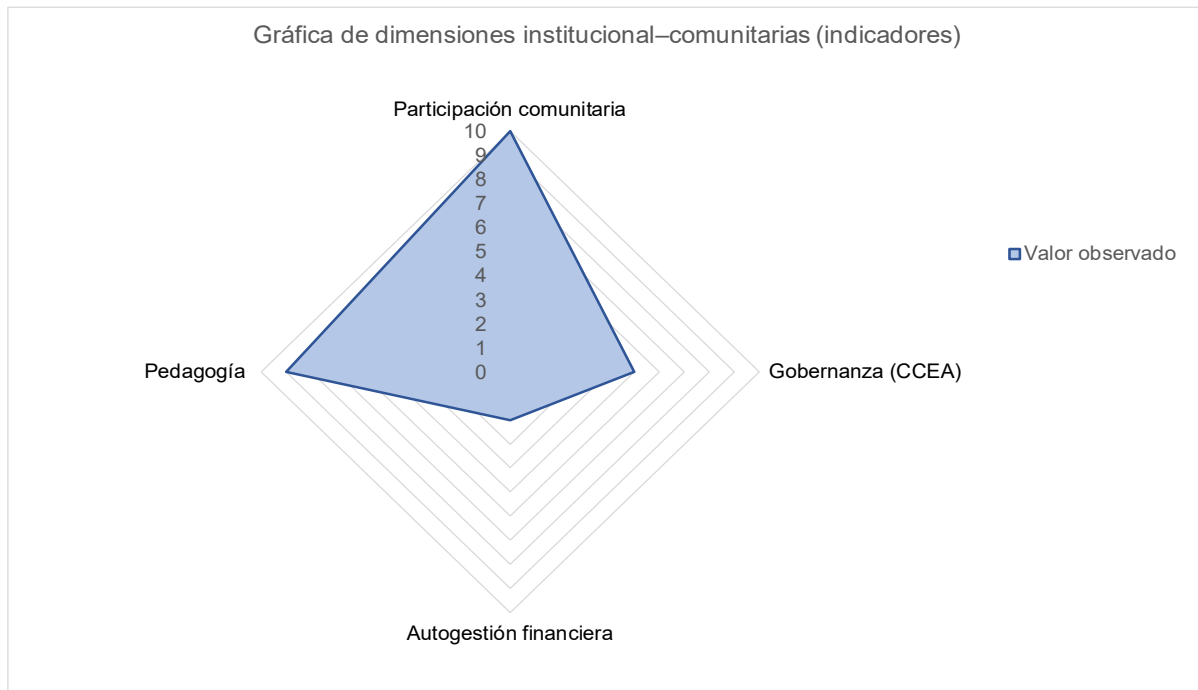 Gráfica de dimensiones institucional–comunitarias (indicadores)
Participación comunitaria
10
9
8
7
6
5
4
3
2
1
0
Valor observado
Pedagogía
Gobernanza (CCEA)
Autogestión financiera